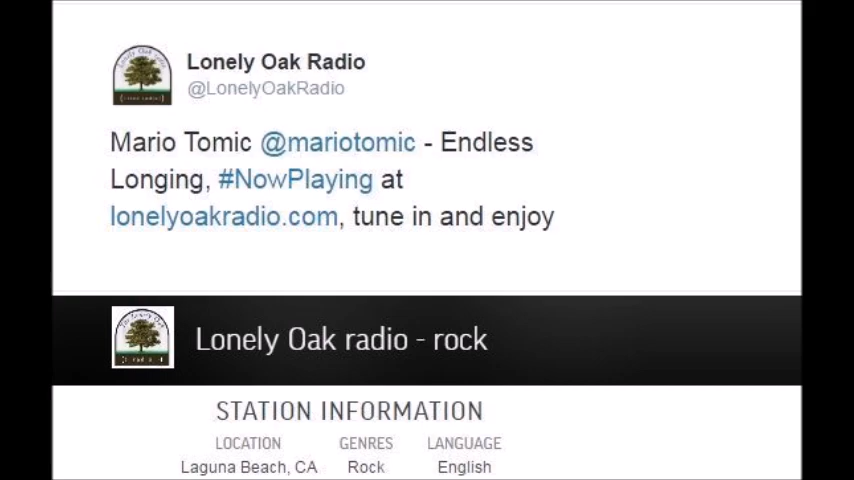 Lonely Oak Radio
@LonelyOakRadio
Mario Tomic @mariotomic - Endless
Longing, #NowPlaying at
lonelyoakradio.com, tune in and enjoy
Lonely Oak radio - rock
STATION INFORMATION
LOCATION GENRES LANGUAGE
Laguna Beach, CA Rock English